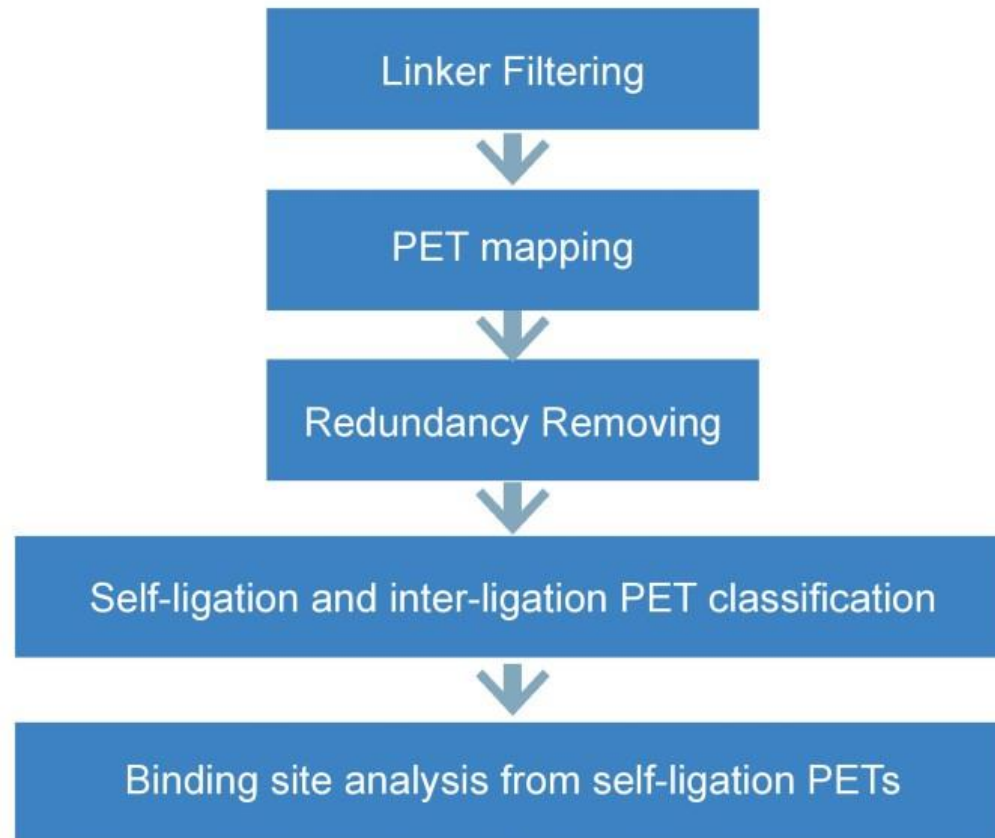 Linker Filtering
PET mapping
Redundancy Removing
Self-ligation and inter-ligation PET classification
Binding site analysis from self-ligation PETs